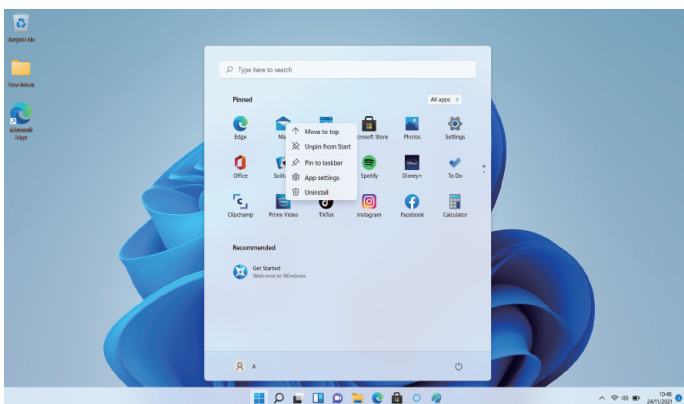 Type here to search
Pinned
All apps >
Move to top
Unpin from Start
Pin to taskbar
App settings
Uninstall
Edge
Microsoft Store
Photos
Settings
Office
Spotify
Disney+
To Do
Clipchamp
Prime Video
TikTok
Instagram
Facebook
Calculator
Recommended
Get Started
Welcome to Windows
A
10:48
24/11/2021